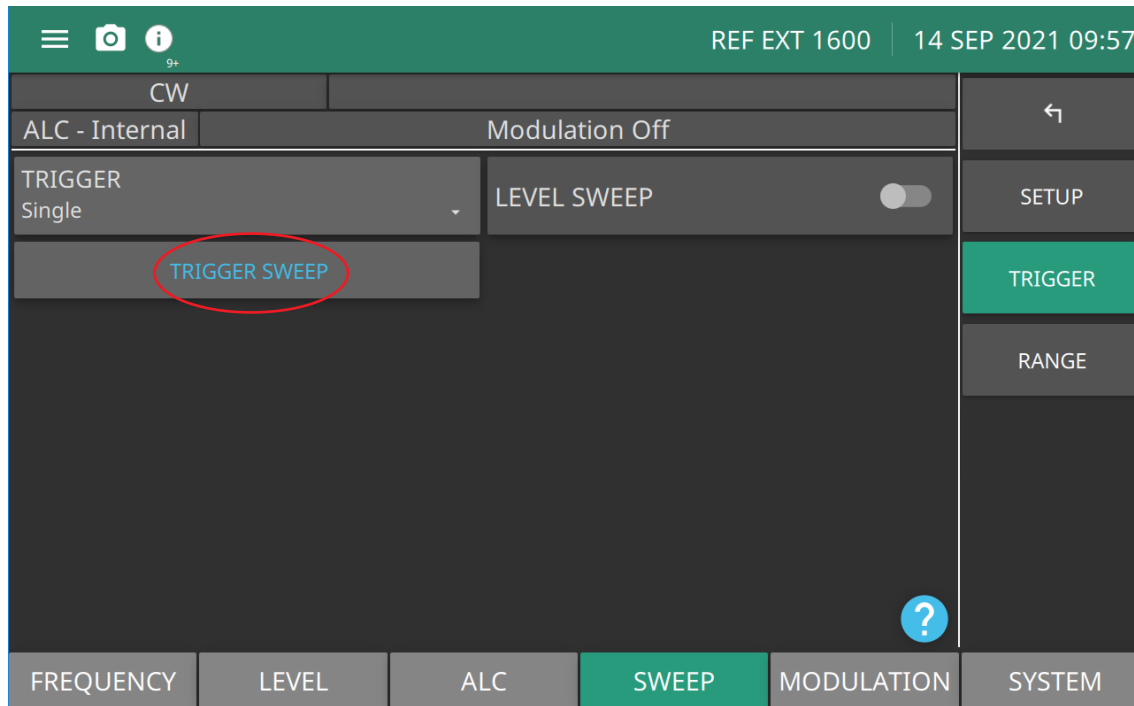 9+
REF EXT 1600
14 SEP 2021 09:57
CW
ALC - Internal
Modulation Off
TRIGGER
Single
LEVEL SWEEP
TRIGGER SWEEP
SETUP
TRIGGER
RANGE
?
FREQUENCY
LEVEL
ALC
SWEEP
MODULATION
SYSTEM